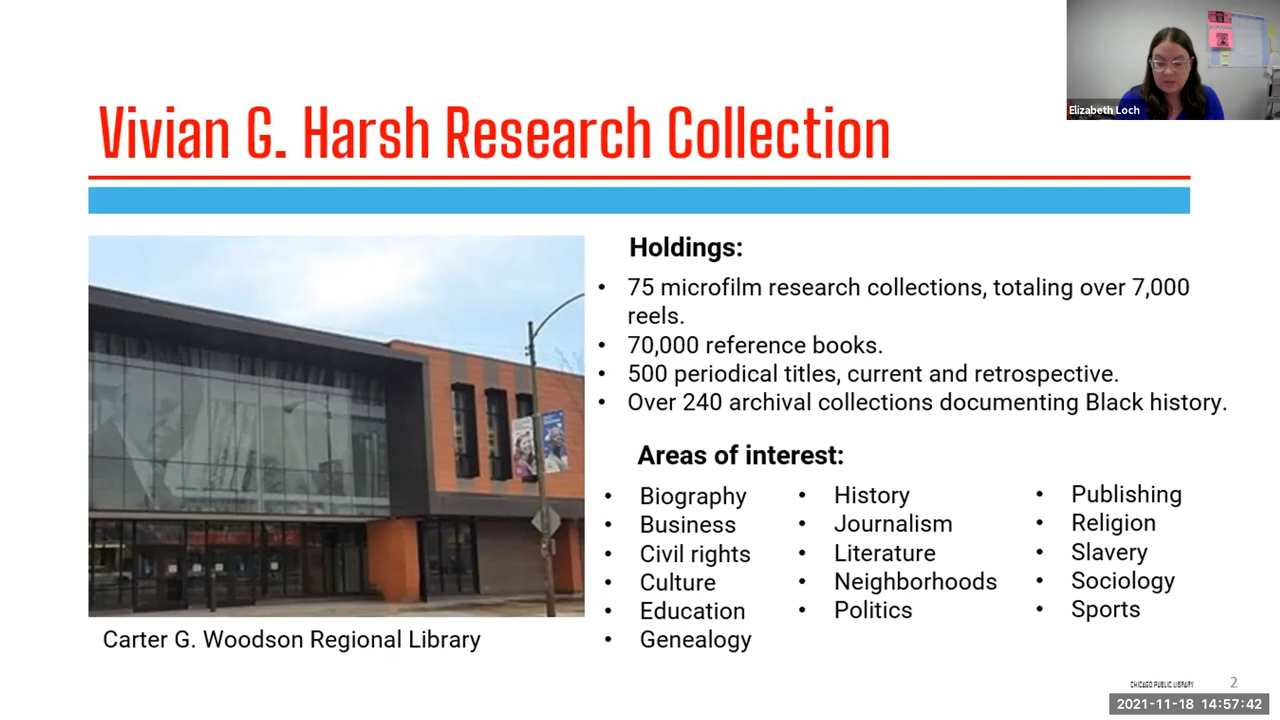 Elizabeth Loch
Vivian G. Harsh Research Collection
Holdings:
• 75 microfilm research collections, totaling over 7,000
reels.
• 70,000 reference books.
• 500 periodical titles, current and retrospective.
• Over 240 archival collections documenting Black history.
Areas of interest:
• Biography
• Business
• Civil rights
• Culture
• Education
• Genealogy
• History
• Journalism
• Literature
• Neighborhoods
• Politics
• Publishing
• Religion
• Slavery
• Sociology
• Sports
Carter G. Woodson Regional Library
CHICAGO PUBLIC LIBRARY
2
2021-11-18 14:57:42